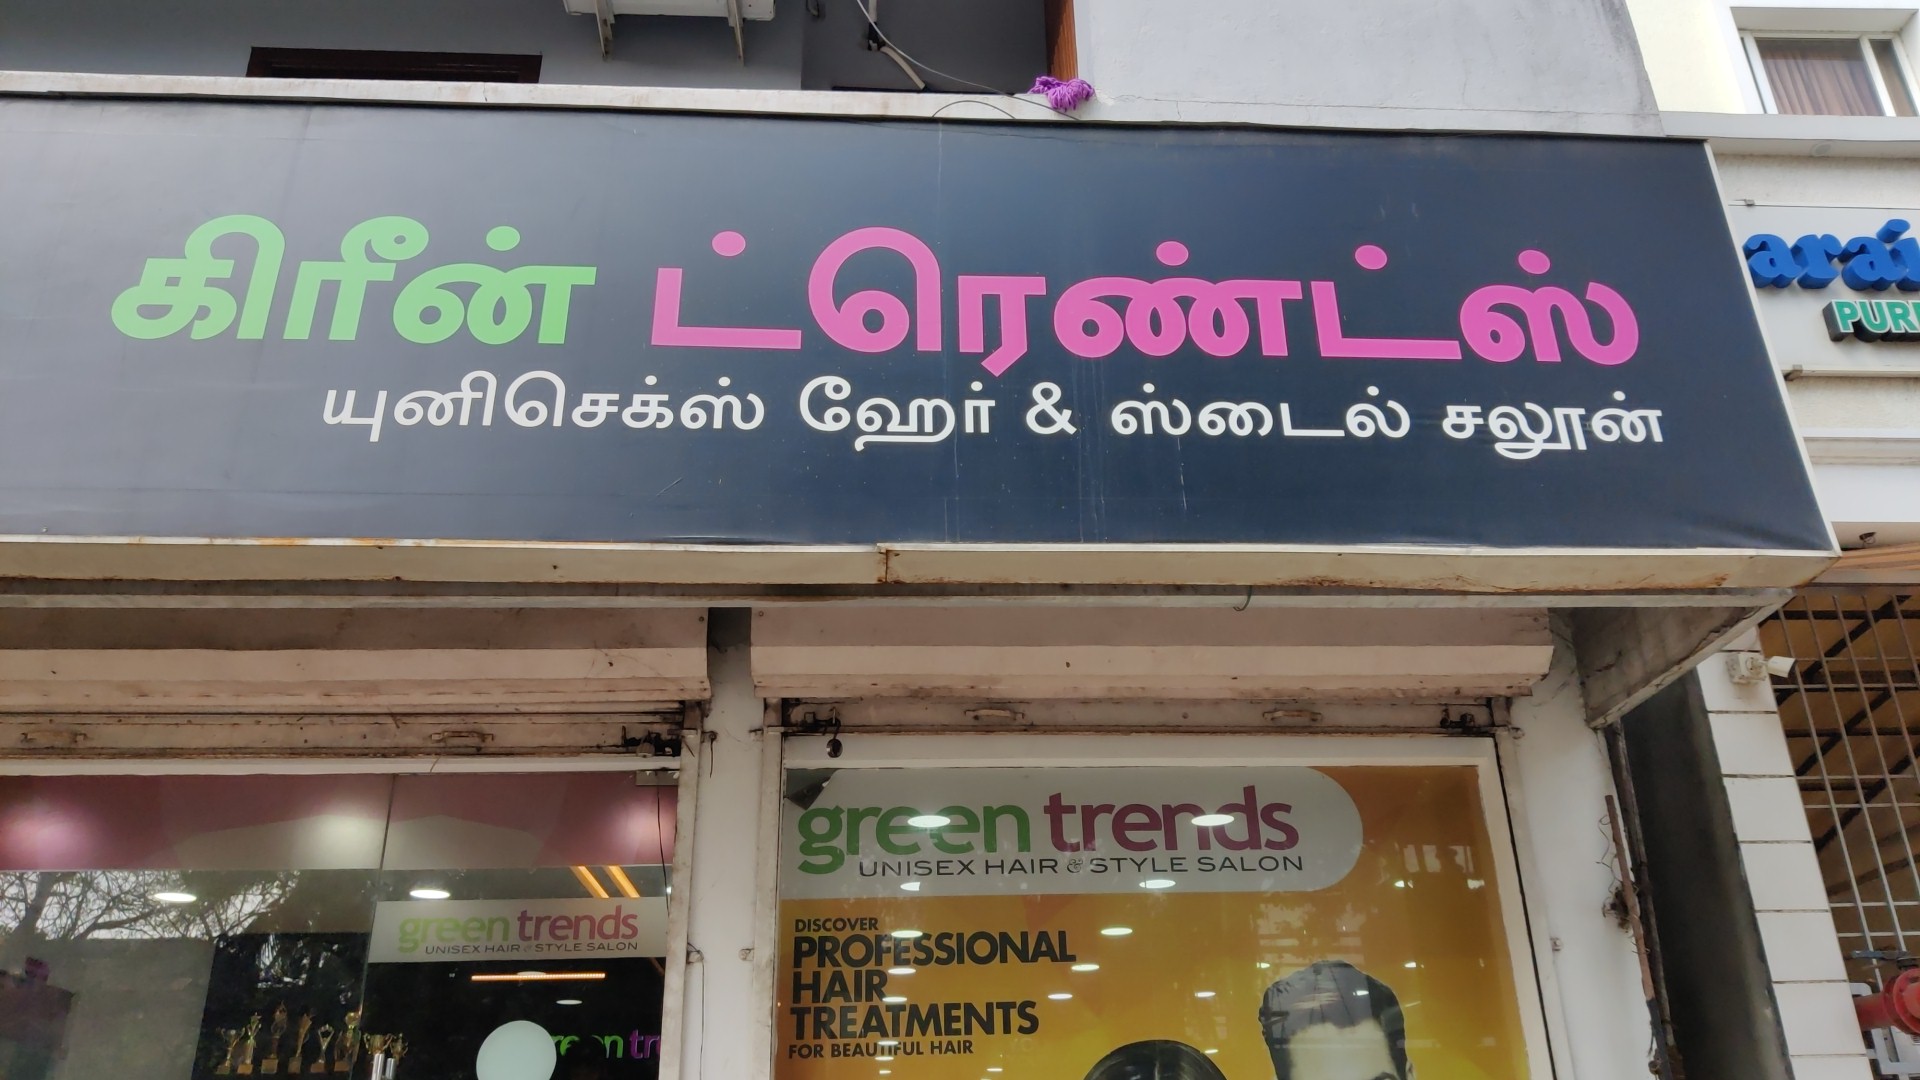 கிரீன் ட்ரெண்ட்ஸ்
யுனிசெக்ஸ் ஹேர் & ஸ்டைல் சலூன்
green trends
UNISEX HAIR & STYLE SALON
DISCOVER
PROFESSIONAL
HAIR
TREATMENTS
FOR BEAUTIFUL HAIR
green trends
UNISEX HAIR & STYLE SALON